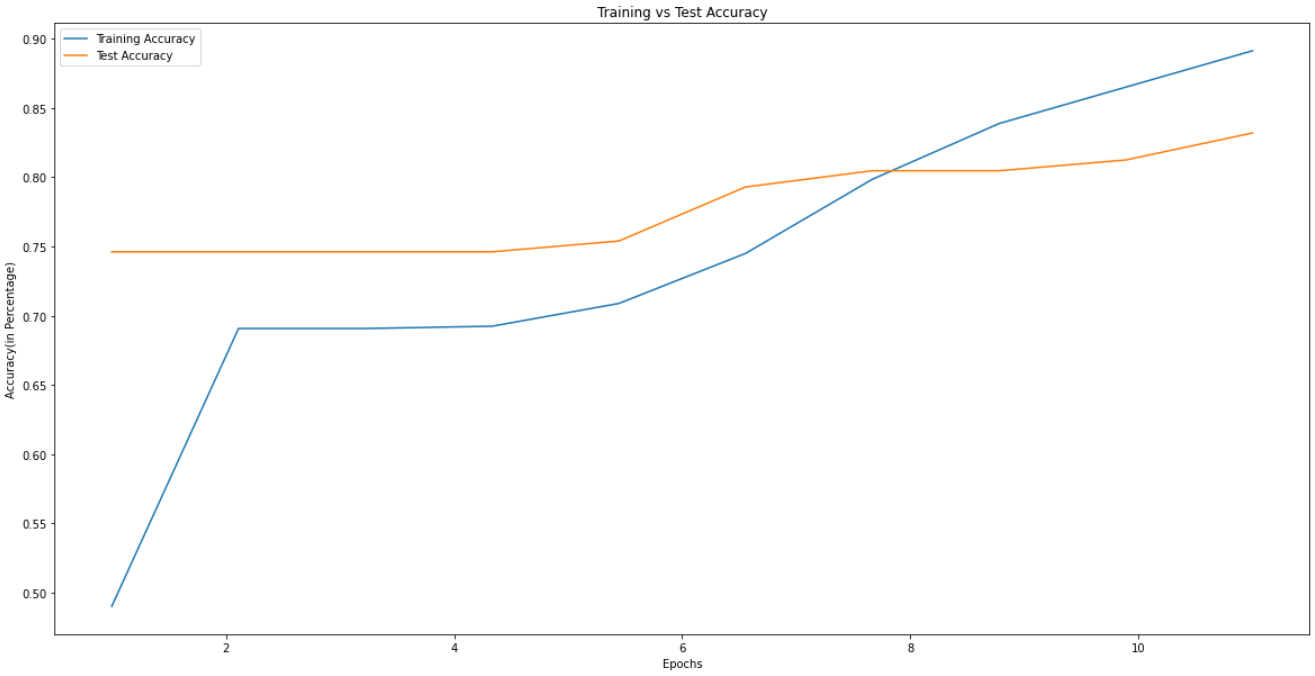 Training vs Test Accuracy
Training Accuracy
Test Accuracy
0.90
0.85
0.80
0.75
0.70
0.65
0.60
0.55
0.50
Accuracy(in Percentage)
2 4 6 8 10
Epochs